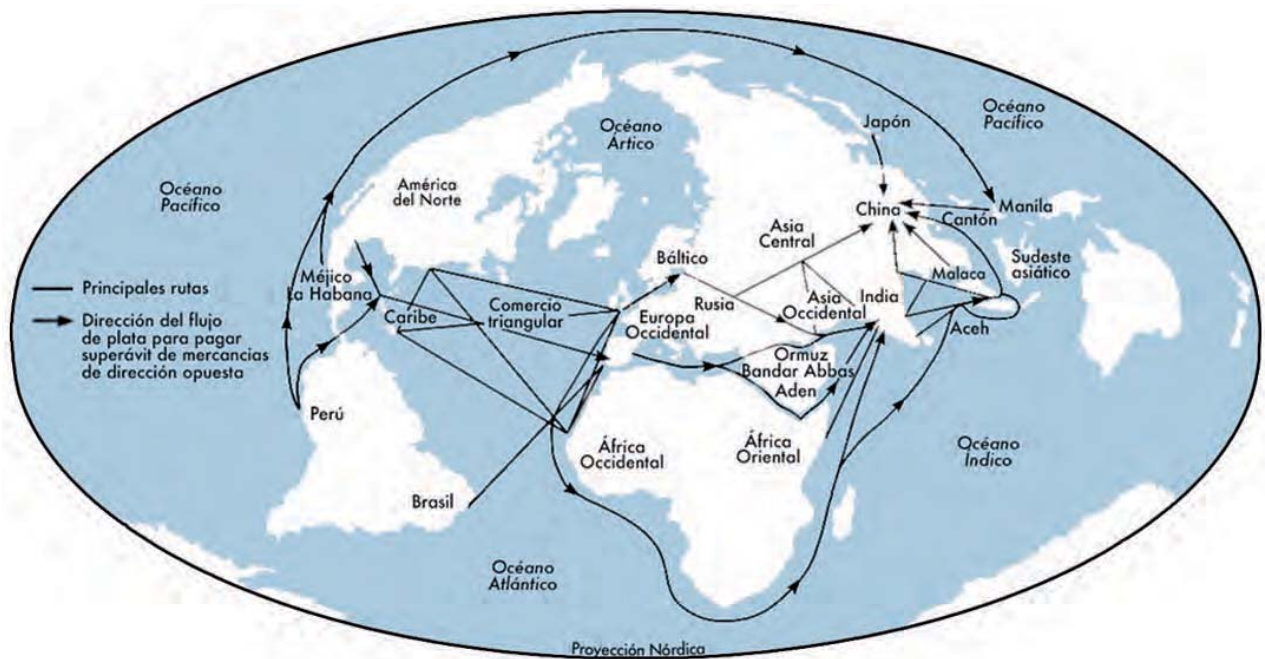 Océano
Pacífico
Océano
Ártico
Japón
Océano
Pacífico
América
del Norte
China
Cantón
Manila
Asia
Central
Sudeste
asiático
Malaca
Báltico
Rusia
Asia
Occidental
India
Aceh
Méjico
La Habana
Caribe
Comercio
triangular
Europa
Occidental
Ormuz
Bandar Abbas
Aden
Principales rutas
Dirección del flujo
de plata para pagar
superávit de mercancias
de dirección opuesta
Perú
África
Occidental
África
Oriental
Océano
Índico
Brasil
Océano
Atlántico
Proyección Nórdica